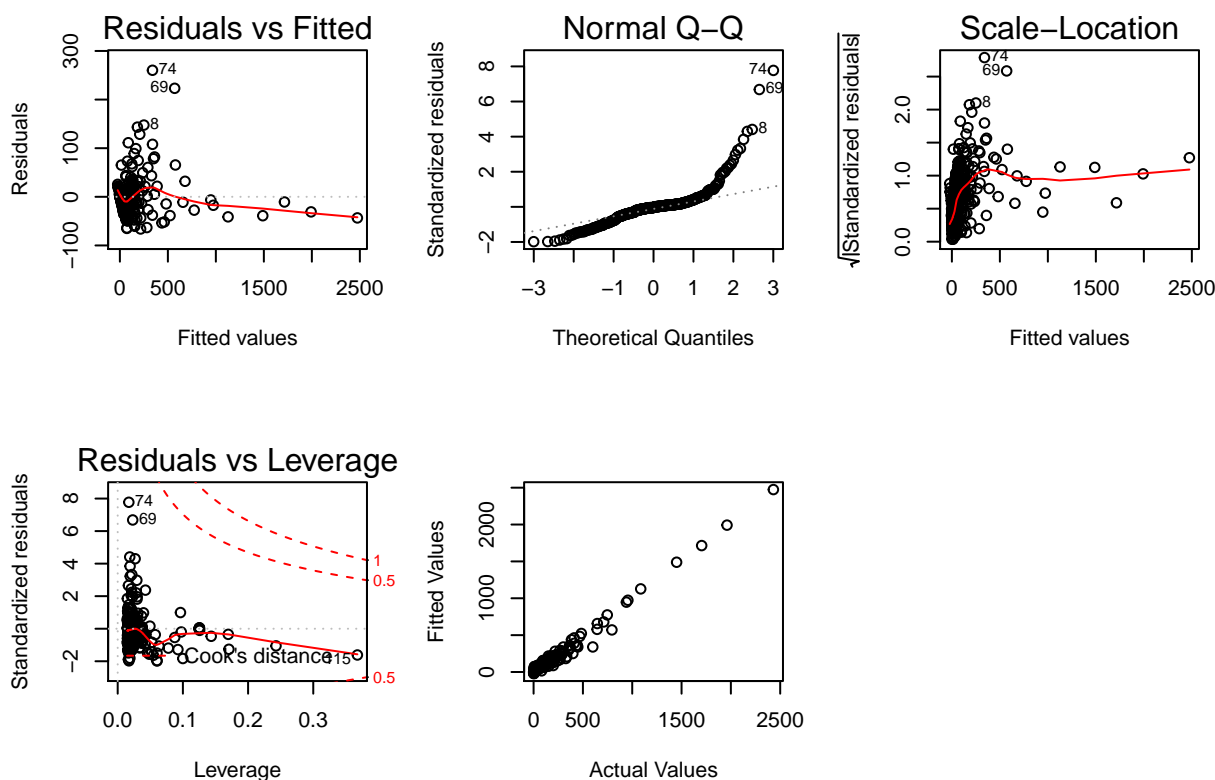 Residuals vs Fitted
Residuals
300
100
0
−100
74
69
8
0 500 1500 2500
Fitted values
Normal Q−Q
Standardized residuals
8
6
4
2
−2
74
69
8
−3 −2 −1 0 1 2 3
Theoretical Quantiles
Scale−Location
√|Standardized residuals|
2.0
1.0
0.0
74
69
8
0 500 1500 2500
Fitted values
Residuals vs Leverage
Standardized residuals
8
6
4
2
−2
74
69
1
0.5
Cook's distance
115
0.5
0.0 0.1 0.2 0.3
Leverage
Fitted Values
2000
1000
0
0 500 1500 2500
Actual Values